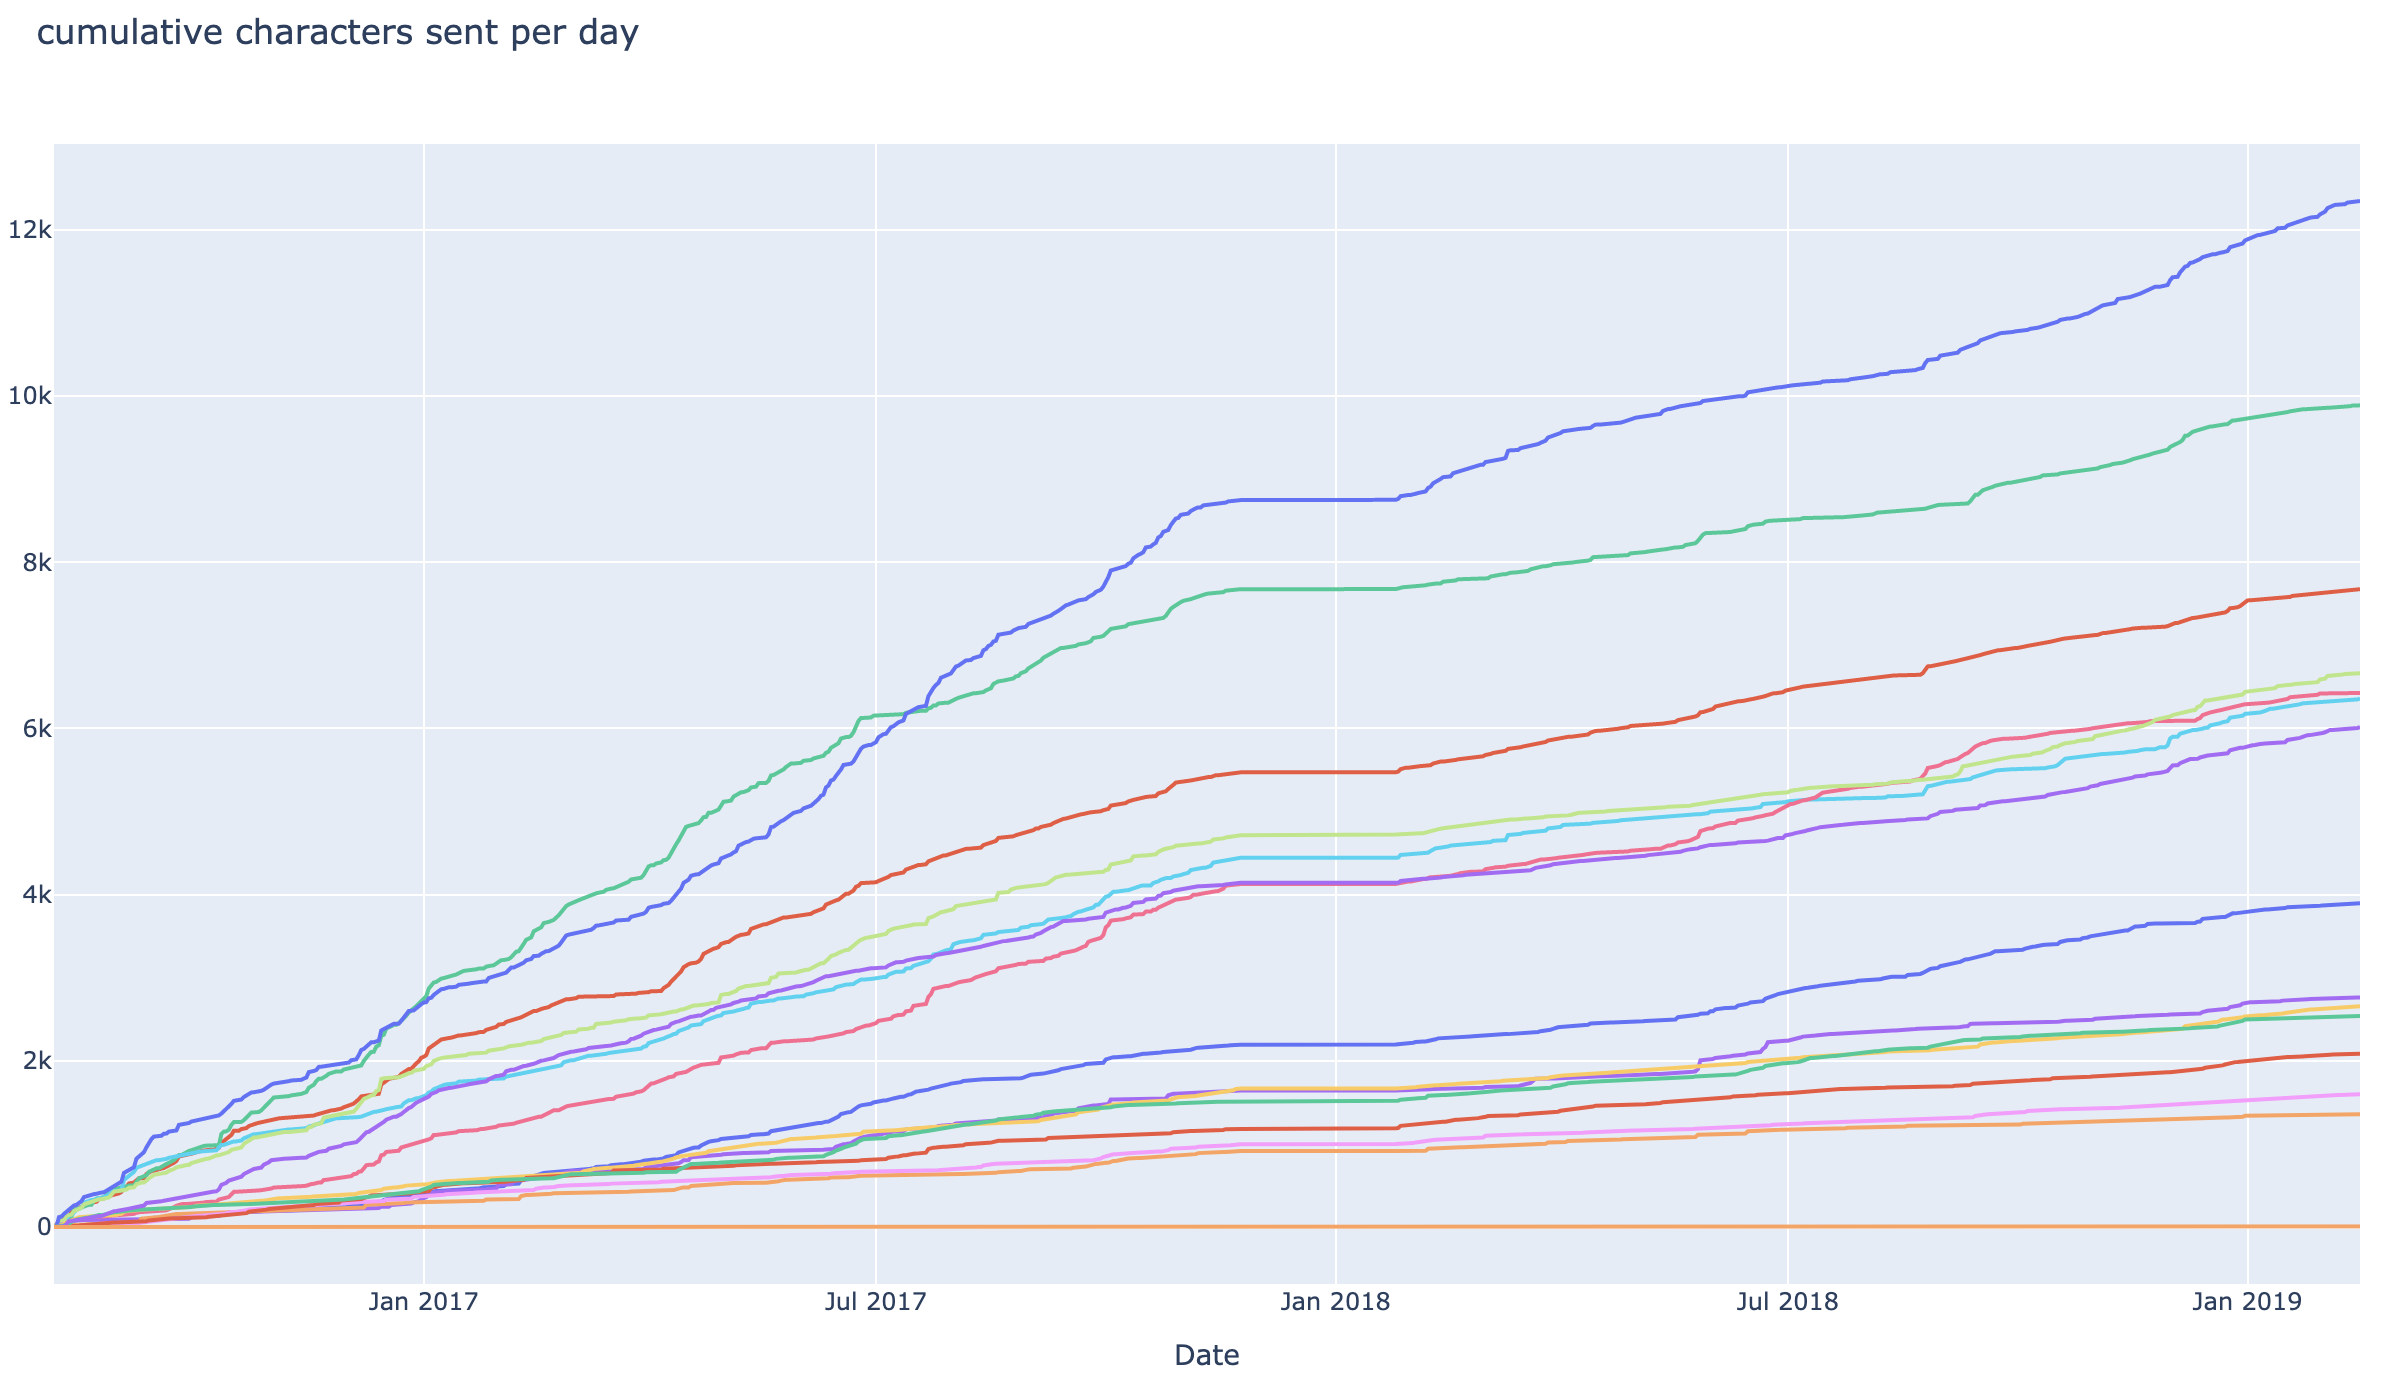 cumulative characters sent per day
12k
10k
8k
6k
4k
2k
0
Jan 2017
Jul 2017
Jan 2018
Jul 2018
Jan 2019
Date